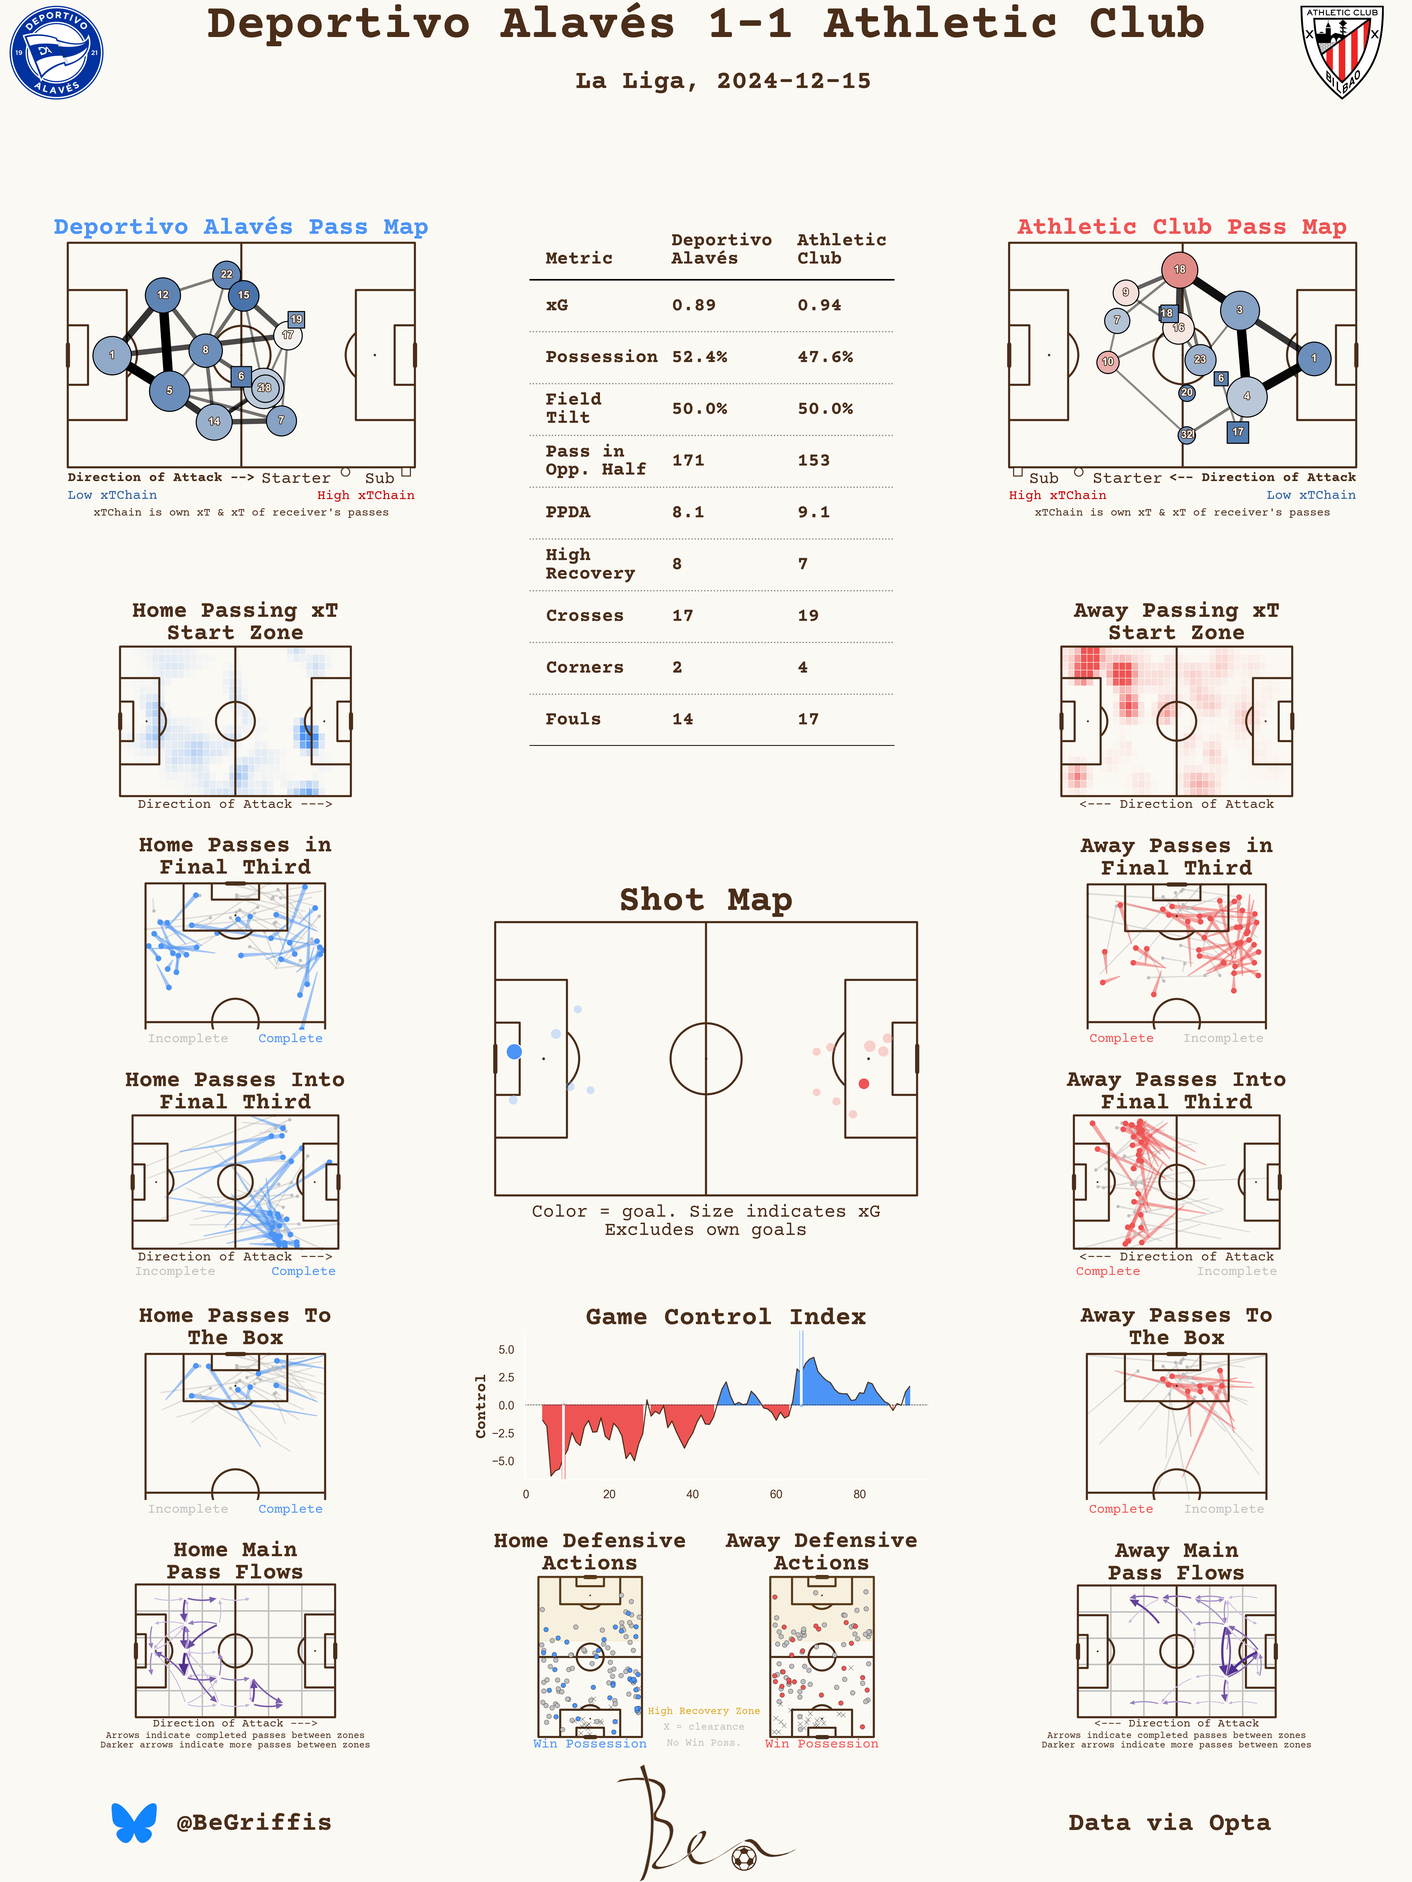 Deportivo Alavés 1-1 Athletic Club
La Liga, 2024-12-15
DEPORTIVO
19 21
ALAVÉS
ATHLETIC CLUB
BILBAO
Deportivo Alavés Pass Map
22
12
15
19
17
1
8
6
18
5
14
7
Direction of Attack --> Starter Sub
Low xTChain High xTChain
xTChain is own xT & xT of receiver's passes
Metric Deportivo Alavés Athletic Club
xG 0.89 0.94
Possession 52.4% 47.6%
Field Tilt 50.0% 50.0%
Pass in Opp. Half 171 153
PPDA 8.1 9.1
High Recovery 8 7
Crosses 17 19
Corners 2 4
Fouls 14 17
Athletic Club Pass Map
18
9
3
7
18
16
10
23
1
6
20
4
32
17
Sub Starter <-- Direction of Attack
High xTChain Low xTChain
xTChain is own xT & xT of receiver's passes
Home Passing xT
Start Zone
Direction of Attack --->
Away Passing xT
Start Zone
<--- Direction of Attack
Home Passes in
Final Third
Incomplete Complete
Away Passes in
Final Third
Complete Incomplete
Shot Map
Color = goal. Size indicates xG
Excludes own goals
Home Passes Into
Final Third
Direction of Attack --->
Incomplete Complete
Away Passes Into
Final Third
<--- Direction of Attack
Complete Incomplete
Home Passes To
The Box
Incomplete Complete
Game Control Index
Control
5.0
2.5
0.0
−2.5
−5.0
0 20 40 60 80
Away Passes To
The Box
Complete Incomplete
Home Main
Pass Flows
Direction of Attack --->
Arrows indicate completed passes between zones
Darker arrows indicate more passes between zones
Home Defensive
Actions
Win Possession
High Recovery Zone
X = clearance
No Win Poss.
Away Defensive
Actions
Win Possession
Away Main
Pass Flows
<--- Direction of Attack
Arrows indicate completed passes between zones
Darker arrows indicate more passes between zones
@BeGriffis
Ben
Data via Opta